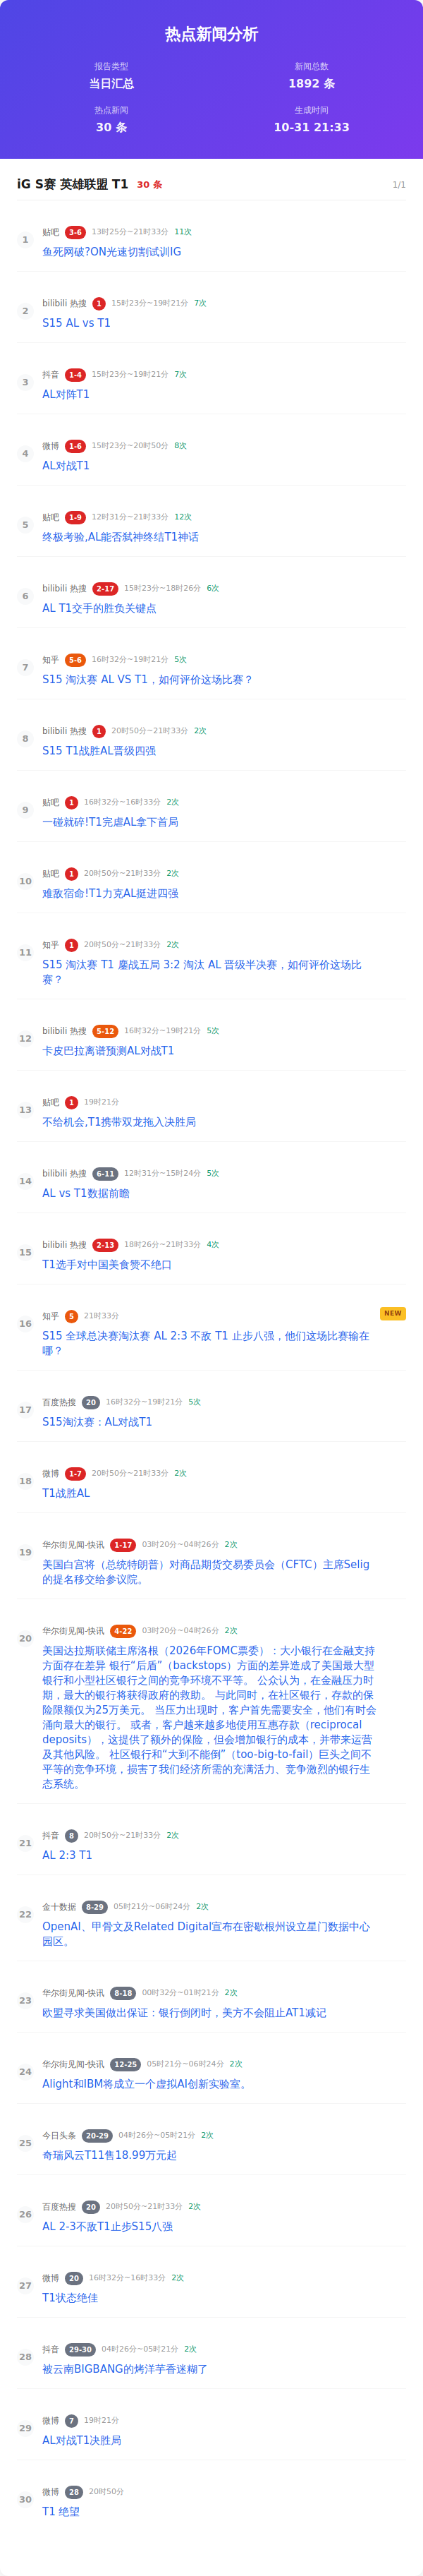 热点新闻分析
报告类型
新闻总数
当日汇总
1892 条
热点新闻
生成时间
30 条
10-31 21:33
iG S赛 英雄联盟 T1 30 条 1/1
1
贴吧 3-6 13时25分~21时33分 11次
鱼死网破?ON光速切割试训IG
2
bilibili 热搜 1 15时23分~19时21分 7次
S15 AL vs T1
3
抖音 1-4 15时23分~19时21分 7次
AL对阵T1
4
微博 1-6 15时23分~20时50分 8次
AL对战T1
5
贴吧 1-9 12时31分~21时33分 12次
终极考验,AL能否弑神终结T1神话
6
bilibili 热搜 2-17 15时23分~18时26分 6次
AL T1交手的胜负关键点
7
知乎 5-6 16时32分~19时21分 5次
S15 淘汰赛 AL VS T1，如何评价这场比赛？
8
bilibili 热搜 1 20时50分~21时33分 2次
S15 T1战胜AL晋级四强
9
贴吧 1 16时32分~16时33分 2次
一碰就碎!T1完虐AL拿下首局
10
贴吧 1 20时50分~21时33分 2次
难敌宿命!T1力克AL挺进四强
11
知乎 1 20时50分~21时33分 2次
S15 淘汰赛 T1 鏖战五局 3:2 淘汰 AL 晋级半决赛，如何评价这场比
赛？
12
bilibili 热搜 5-12 16时32分~19时21分 5次
卡皮巴拉离谱预测AL对战T1
13
贴吧 1 19时21分
不给机会,T1携带双龙拖入决胜局
14
bilibili 热搜 6-11 12时31分~15时24分 5次
AL vs T1数据前瞻
15
bilibili 热搜 2-13 18时26分~21时33分 4次
T1选手对中国美食赞不绝口
16
知乎 5 21时33分
NEW
S15 全球总决赛淘汰赛 AL 2:3 不敌 T1 止步八强，他们这场比赛输在
哪？
17
百度热搜 20 16时32分~19时21分 5次
S15淘汰赛：AL对战T1
18
微博 1-7 20时50分~21时33分 2次
T1战胜AL
19
华尔街见闻-快讯 1-17 03时20分~04时26分 2次
美国白宫将（总统特朗普）对商品期货交易委员会（CFTC）主席Selig
的提名移交给参议院。
20
华尔街见闻-快讯 4-22 03时20分~04时26分 2次
美国达拉斯联储主席洛根（2026年FOMC票委）：大小银行在金融支持
方面存在差异 银行“后盾”（backstops）方面的差异造成了美国最大型
银行和小型社区银行之间的竞争环境不平等。 公众认为，在金融压力时
期，最大的银行将获得政府的救助。 与此同时，在社区银行，存款的保
险限额仅为25万美元。 当压力出现时，客户首先需要安全，他们有时会
涌向最大的银行。 或者，客户越来越多地使用互惠存款（reciprocal
deposits），这提供了额外的保险，但会增加银行的成本，并带来运营
及其他风险。 社区银行和“大到不能倒”（too-big-to-fail）巨头之间不
平等的竞争环境，损害了我们经济所需的充满活力、竞争激烈的银行生
态系统。
21
抖音 8 20时50分~21时33分 2次
AL 2:3 T1
22
金十数据 8-29 05时21分~06时24分 2次
OpenAI、甲骨文及Related Digital宣布在密歇根州设立星门数据中心
园区。
23
华尔街见闻-快讯 8-18 00时32分~01时21分 2次
欧盟寻求美国做出保证：银行倒闭时，美方不会阻止AT1减记
24
华尔街见闻-快讯 12-25 05时21分~06时24分 2次
Alight和IBM将成立一个虚拟AI创新实验室。
25
今日头条 20-29 04时26分~05时21分 2次
奇瑞风云T11售18.99万元起
26
百度热搜 20 20时50分~21时33分 2次
AL 2-3不敌T1止步S15八强
27
微博 20 16时32分~16时33分 2次
T1状态绝佳
28
抖音 29-30 04时26分~05时21分 2次
被云南BIGBANG的烤洋芋香迷糊了
29
微博 7 19时21分
AL对战T1决胜局
30
微博 28 20时50分
T1 绝望